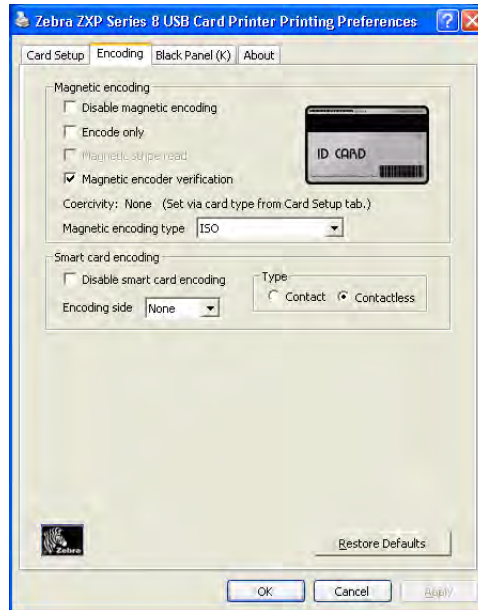 Zebra ZXP Series 8 USB Card Printer Printing Preferences
Card Setup Encoding Black Panel (K) About
Magnetic encoding
Disable magnetic encoding
Encode only
Magnetic stripe read
Magnetic encoder verification
ID CARD
Coercivity: None (Set via card type from Card Setup tab.)
Magnetic encoding type ISO
Smart card encoding
Disable smart card encoding
Type
Contact Contactless
Encoding side None
Zebra
Restore Defaults
OK Cancel Apply